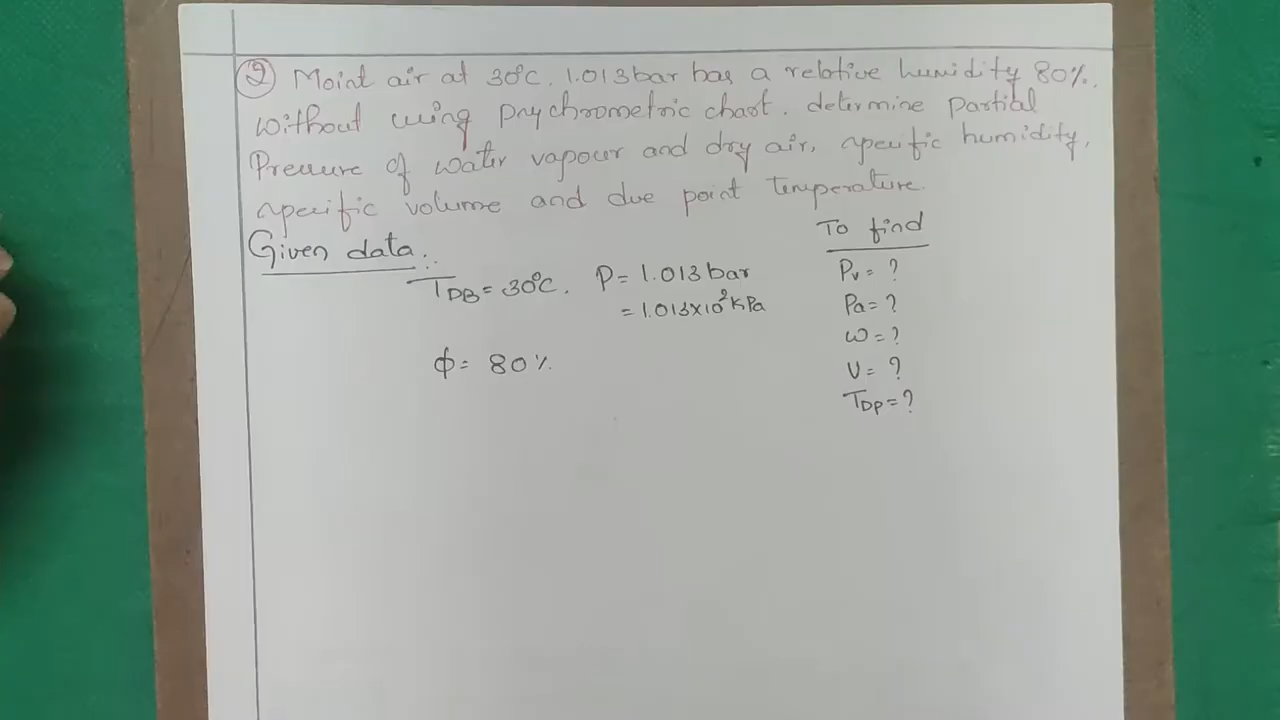 ② Moist air at 30°C. 1.013 bar has a relative humidity 80%.
without using psychrometric chart. determine Partial
Pressure of water vapour and dry air, specific humidity,
specific volume and due point temperature.
Given data..
To find
T_DB = 30°C. P = 1.013 bar
= 1.013×10² KPa
Φ = 80%
Pv = ?
Pa = ?
ω = ?
V = ?
T_DP = ?